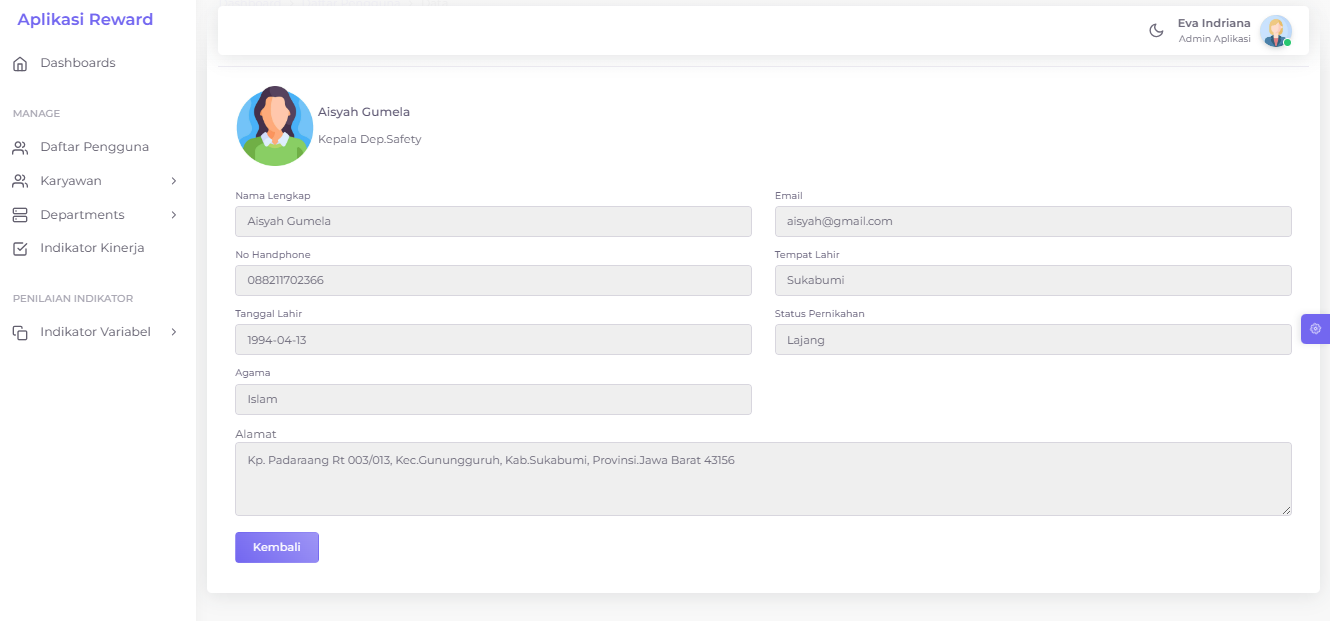 Aplikasi Reward
Dashboards
MANAGE
Daftar Pengguna
Karyawan
Departments
Indikator Kinerja
PENILAIAN INDIKATOR
Indikator Variabel
Eva Indriana
Admin Aplikasi
Aisyah Gumela
Kepala Dep.Safety
Nama Lengkap
Aisyah Gumela
Email
aisyah@gmail.com
No Handphone
088211702366
Tempat Lahir
Sukabumi
Tanggal Lahir
1994-04-13
Status Pernikahan
Lajang
Agama
Islam
Alamat
Kp. Padaraang Rt 003/013, Kec.Gunungguruh, Kab.Sukabumi, Provinsi.Jawa Barat 43156
Kembali